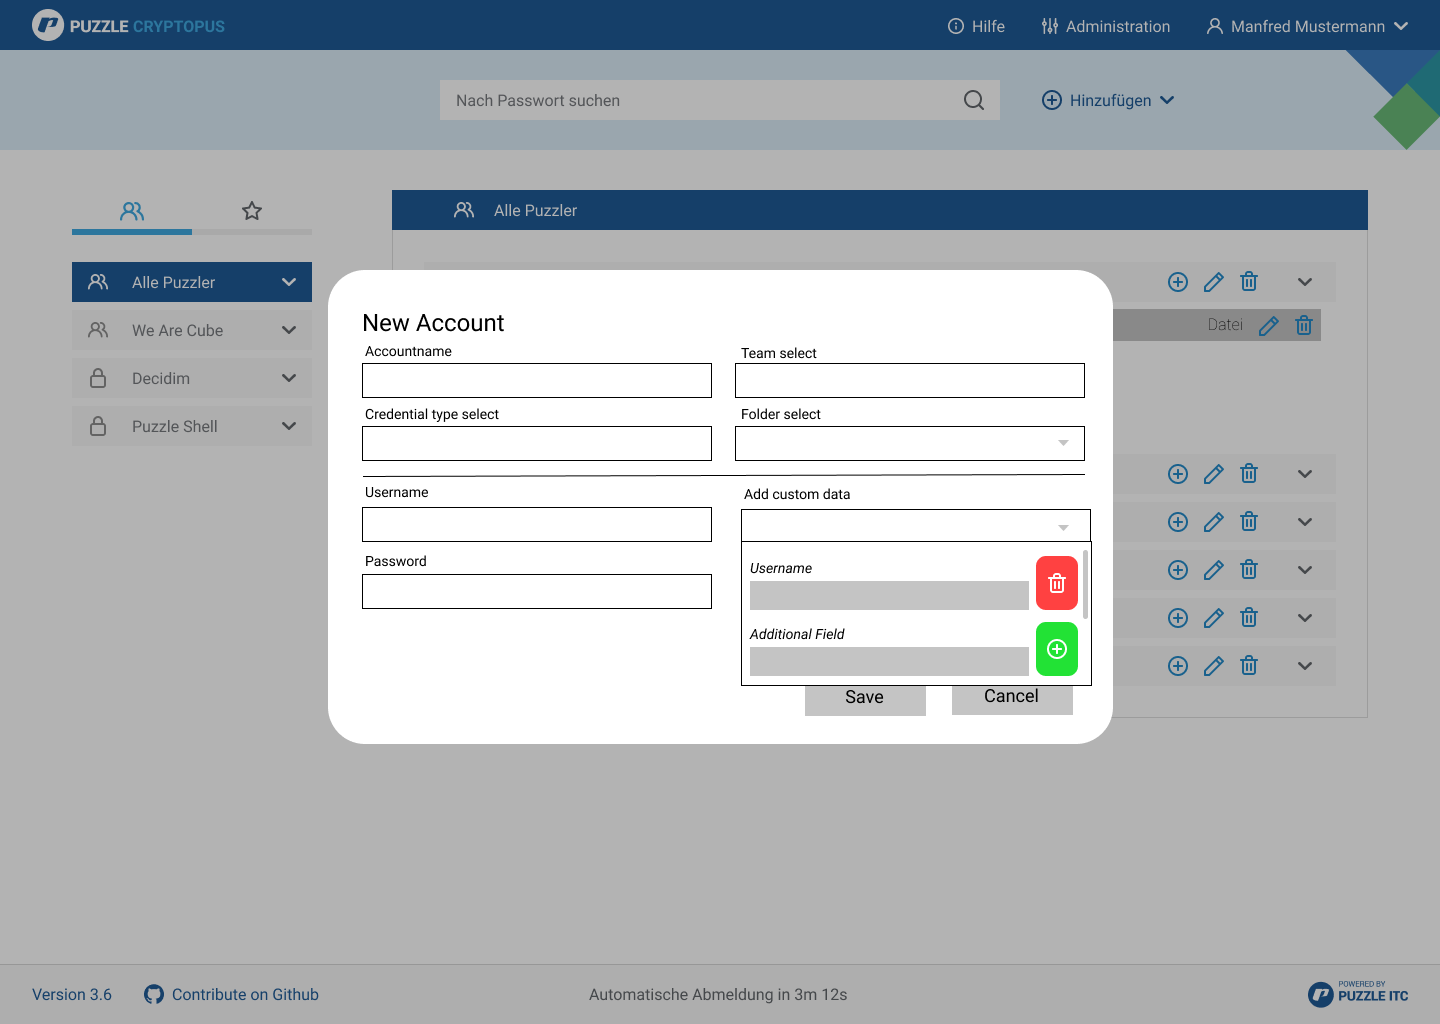 PUZZLE CRYPTOPUS
Hilfe
Administration
Manfred Mustermann
Nach Passwort suchen
Hinzufügen
Alle Puzzler
We Are Cube
Decidim
Puzzle Shell
Alle Puzzler
Datei
New Account
Accountname
Team select
Credential type select
Folder select
Username
Add custom data
Password
Username
Additional Field
Save
Cancel
Version 3.6
Contribute on Github
Automatische Abmeldung in 3m 12s
POWERED BY
PUZZLE ITC